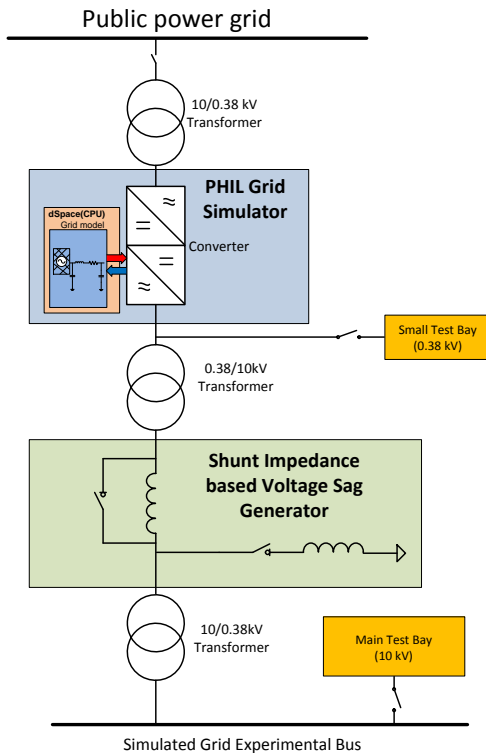 Public power grid
10/0.38 kV
Transformer
PHIL Grid
Simulator
dSpace(CPU)
Grid model
Converter
Small Test Bay
(0.38 kV)
0.38/10kV
Transformer
Shunt Impedance
based Voltage Sag
Generator
10/0.38kV
Transformer
Main Test Bay
(10 kV)
Simulated Grid Experimental Bus